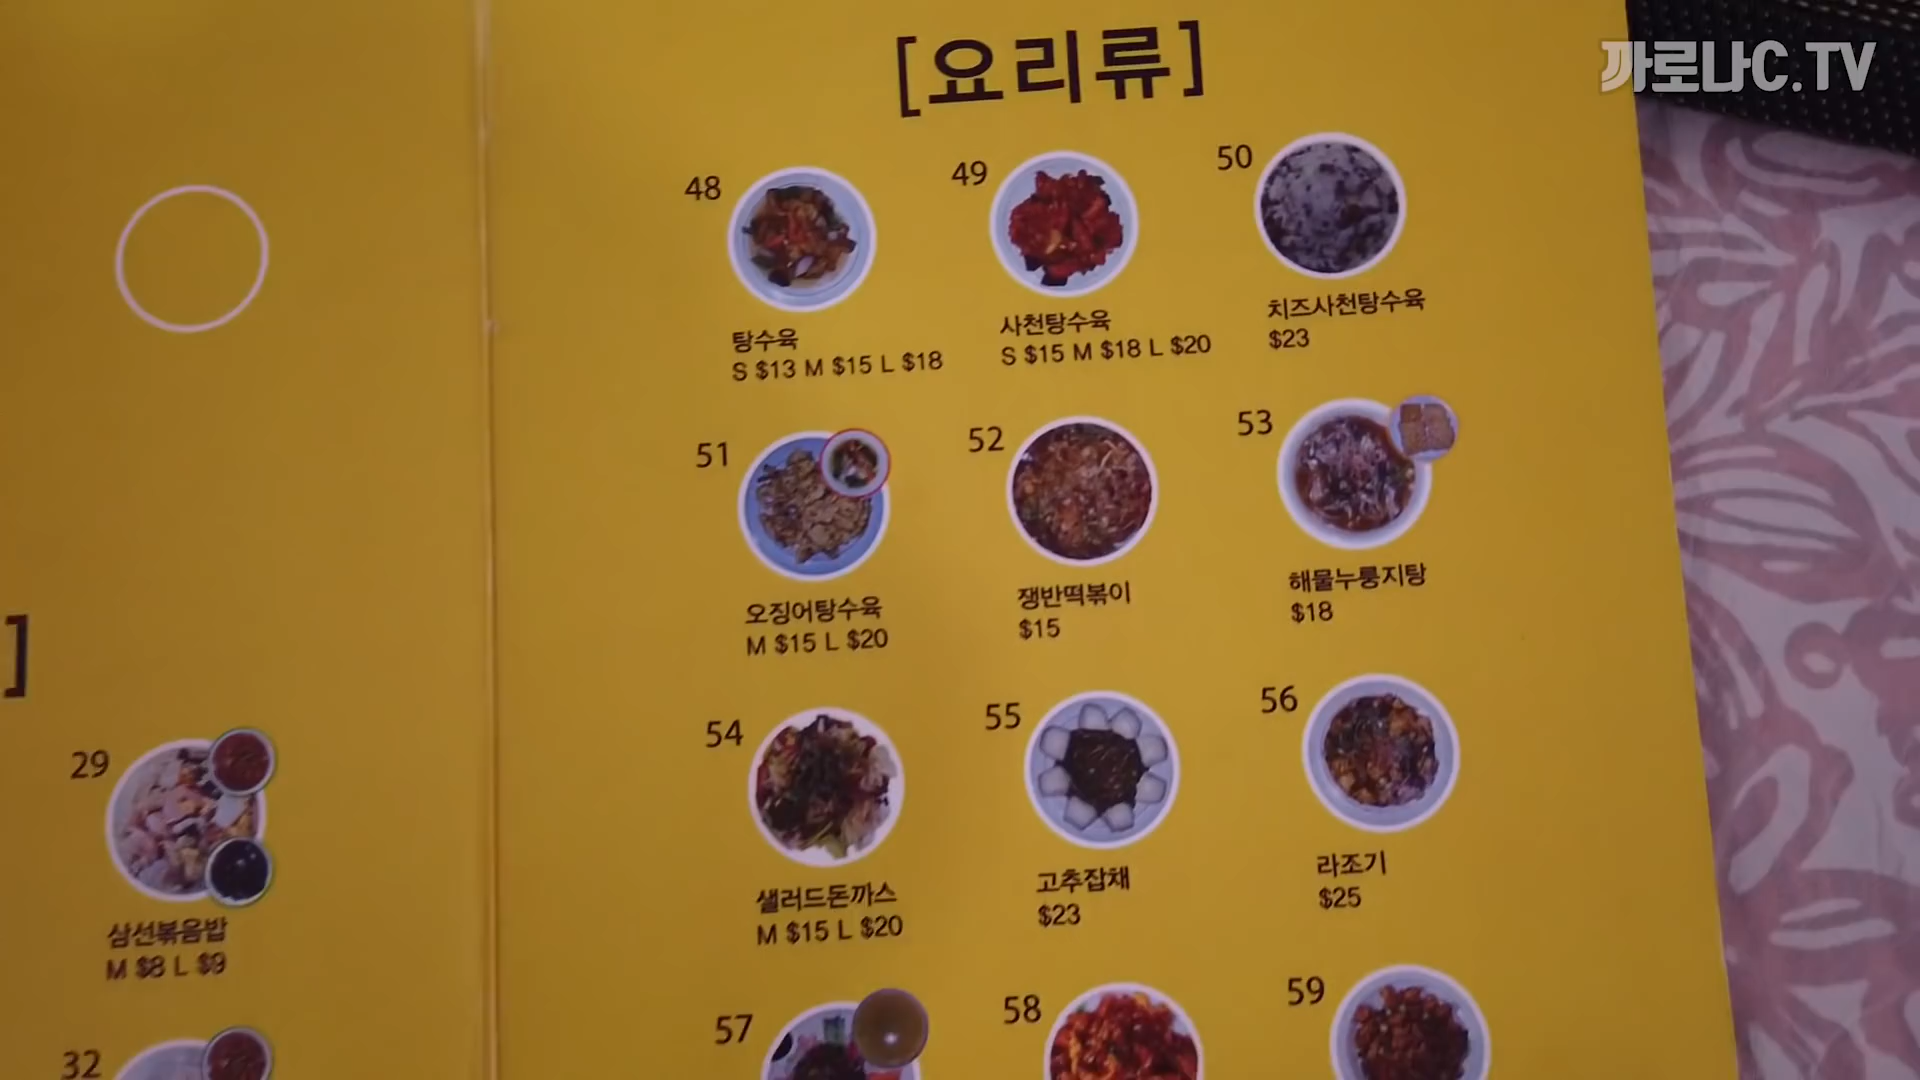 까로나C.TV
[요리류]
48
탕수육
S $13 M $15 L $18
49
사천탕수육
S $15 M $18 L $20
50
치즈사천탕수육
$23
51
오징어탕수육
M $15 L $20
52
쟁반떡볶이
$15
53
해물누룽지탕
$18
54
샐러드돈까스
M $15 L $20
55
고추잡채
$23
56
라조기
$25
57
58
59
]
29
삼선볶음밥
M $8 L $9
32